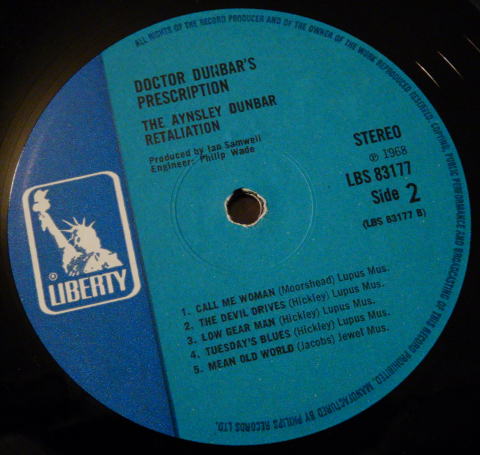 ALL RIGHTS OF THE RECORD PRODUCER AND OF THE OWNER OF THE WORK REPRODUCED RESERVED. COPYING, PUBLIC PERFORMANCE AND BROADCASTING OF THIS RECORD PROHIBITED. MANUFACTURED BY PHILIPS RECORDS LTD.
DOCTOR DUNBAR'S
PRESCRIPTION
THE AYNSLEY DUNBAR
RETALIATION
Produced by Ian Samwell
Engineer: Philip Wade
STEREO
℗ 1968
LBS 83177
Side 2
(LBS 83177 B)
LIBERTY
1. CALL ME WOMAN (Moorshead) Lupus Mus.
2. THE DEVIL DRIVES (Hickley) Lupus Mus.
3. LOW GEAR MAN (Hickley) Lupus Mus.
4. TUESDAY'S BLUES (Hickley) Lupus Mus.
5. MEAN OLD WORLD (Jacobs) Jewel Mus.